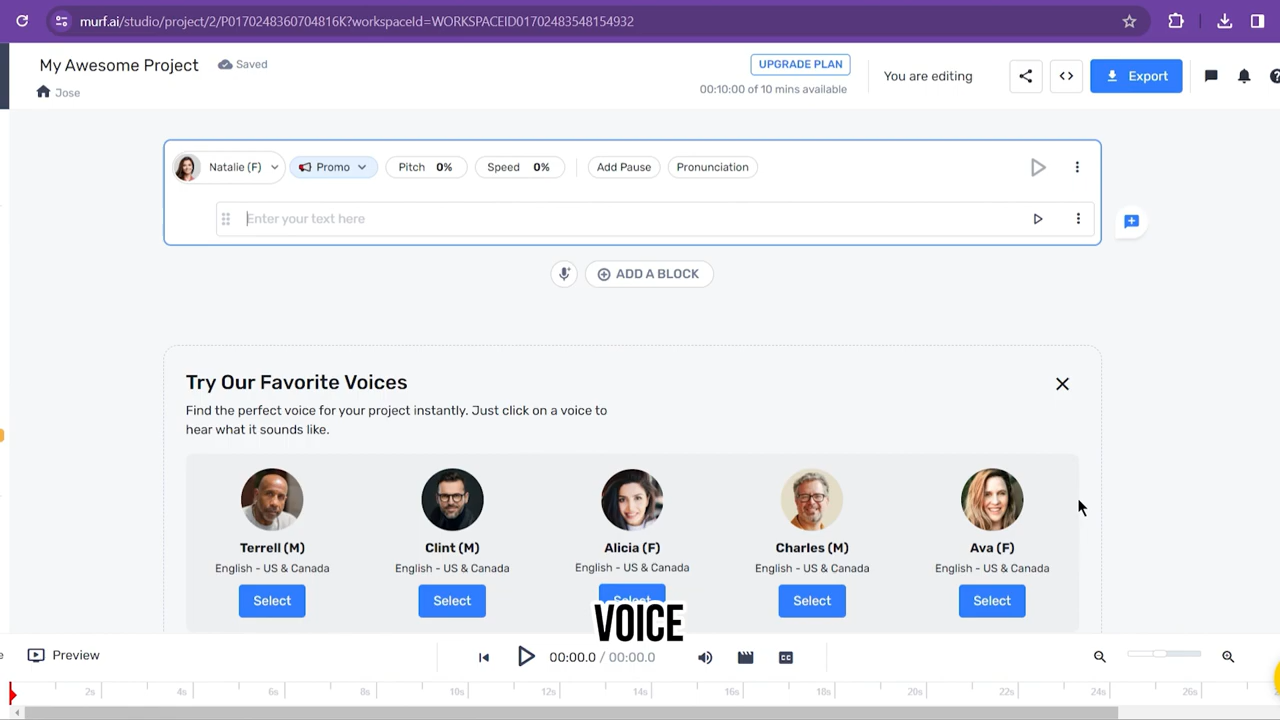 murf.ai/studio/project/2/P0170248360704816K?workspaceId=WORKSPACEID01702483548154932
My Awesome Project
Saved
Jose
UPGRADE PLAN
00:10:00 of 10 mins available
You are editing
Export
Natalie (F)
Promo
Pitch 0%
Speed 0%
Add Pause
Pronunciation
Enter your text here
ADD A BLOCK
Try Our Favorite Voices
Find the perfect voice for your project instantly. Just click on a voice to
hear what it sounds like.
Terrell (M)
English - US & Canada
Select
Clint (M)
English - US & Canada
Select
Alicia (F)
English - US & Canada
Select
Charles (M)
English - US & Canada
Select
Ava (F)
English - US & Canada
Select
VOICE
Preview
00:00.0 / 00:00.0
CC
2s 4s 6s 8s 10s 12s 14s 16s 18s 20s 22s 24s 26s